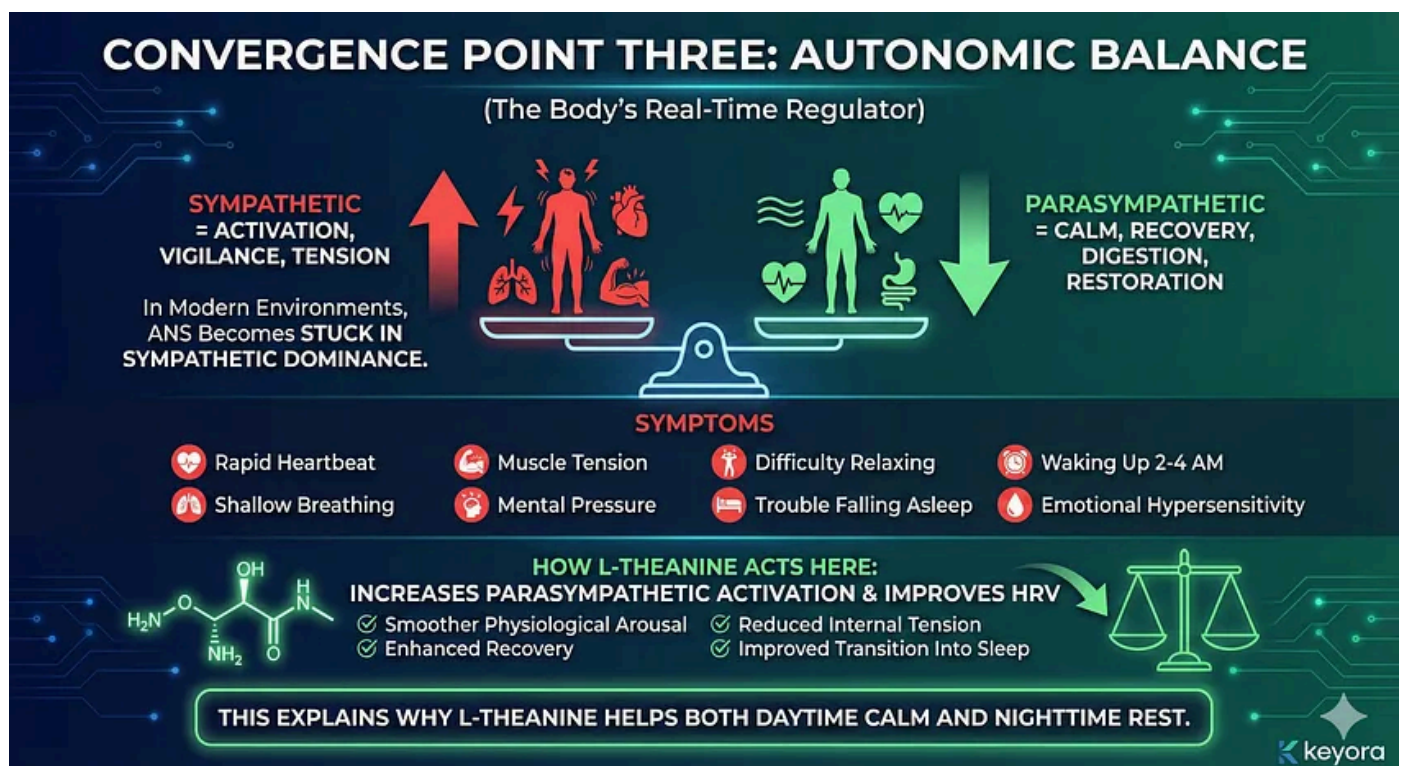 CONVERGENCE POINT THREE: AUTONOMIC BALANCE
(The Body's Real-Time Regulator)
SYMPATHETIC
= ACTIVATION,
VIGILANCE, TENSION
In Modern Environments,
ANS Becomes STUCK IN
SYMPATHETIC DOMINANCE.
PARASYMPATHETIC
= CALM, RECOVERY,
DIGESTION,
RESTORATION
SYMPTOMS
Rapid Heartbeat
Muscle Tension
Difficulty Relaxing
Waking Up 2-4 AM
Shallow Breathing
Mental Pressure
Trouble Falling Asleep
Emotional Hypersensitivity
OH
H
N
O
H₂N
NH₂
O
HOW L-THEANINE ACTS HERE:
INCREASES PARASYMPATHETIC ACTIVATION & IMPROVES HRV
Smoother Physiological Arousal
Reduced Internal Tension
Enhanced Recovery
Improved Transition Into Sleep
THIS EXPLAINS WHY L-THEANINE HELPS BOTH DAYTIME CALM AND NIGHTTIME REST.
keyora